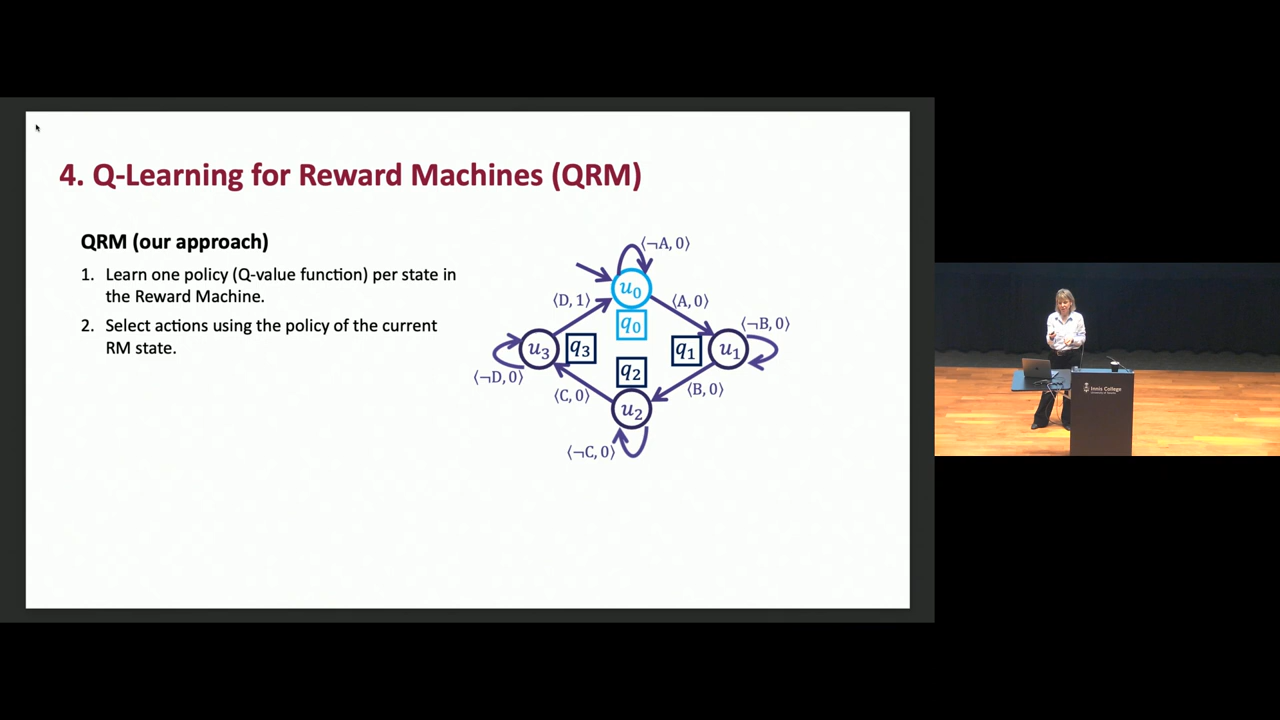 4. Q-Learning for Reward Machines (QRM)
QRM (our approach)
1. Learn one policy (Q-value function) per state in
the Reward Machine.
2. Select actions using the policy of the current
RM state.
⟨¬A, 0⟩
u₀
⟨D, 1⟩
⟨A, 0⟩
q₀
⟨¬B, 0⟩
u₃
q₃
q₁
u₁
q₂
⟨¬D, 0⟩
⟨C, 0⟩
⟨B, 0⟩
u₂
⟨¬C, 0⟩
Innis College